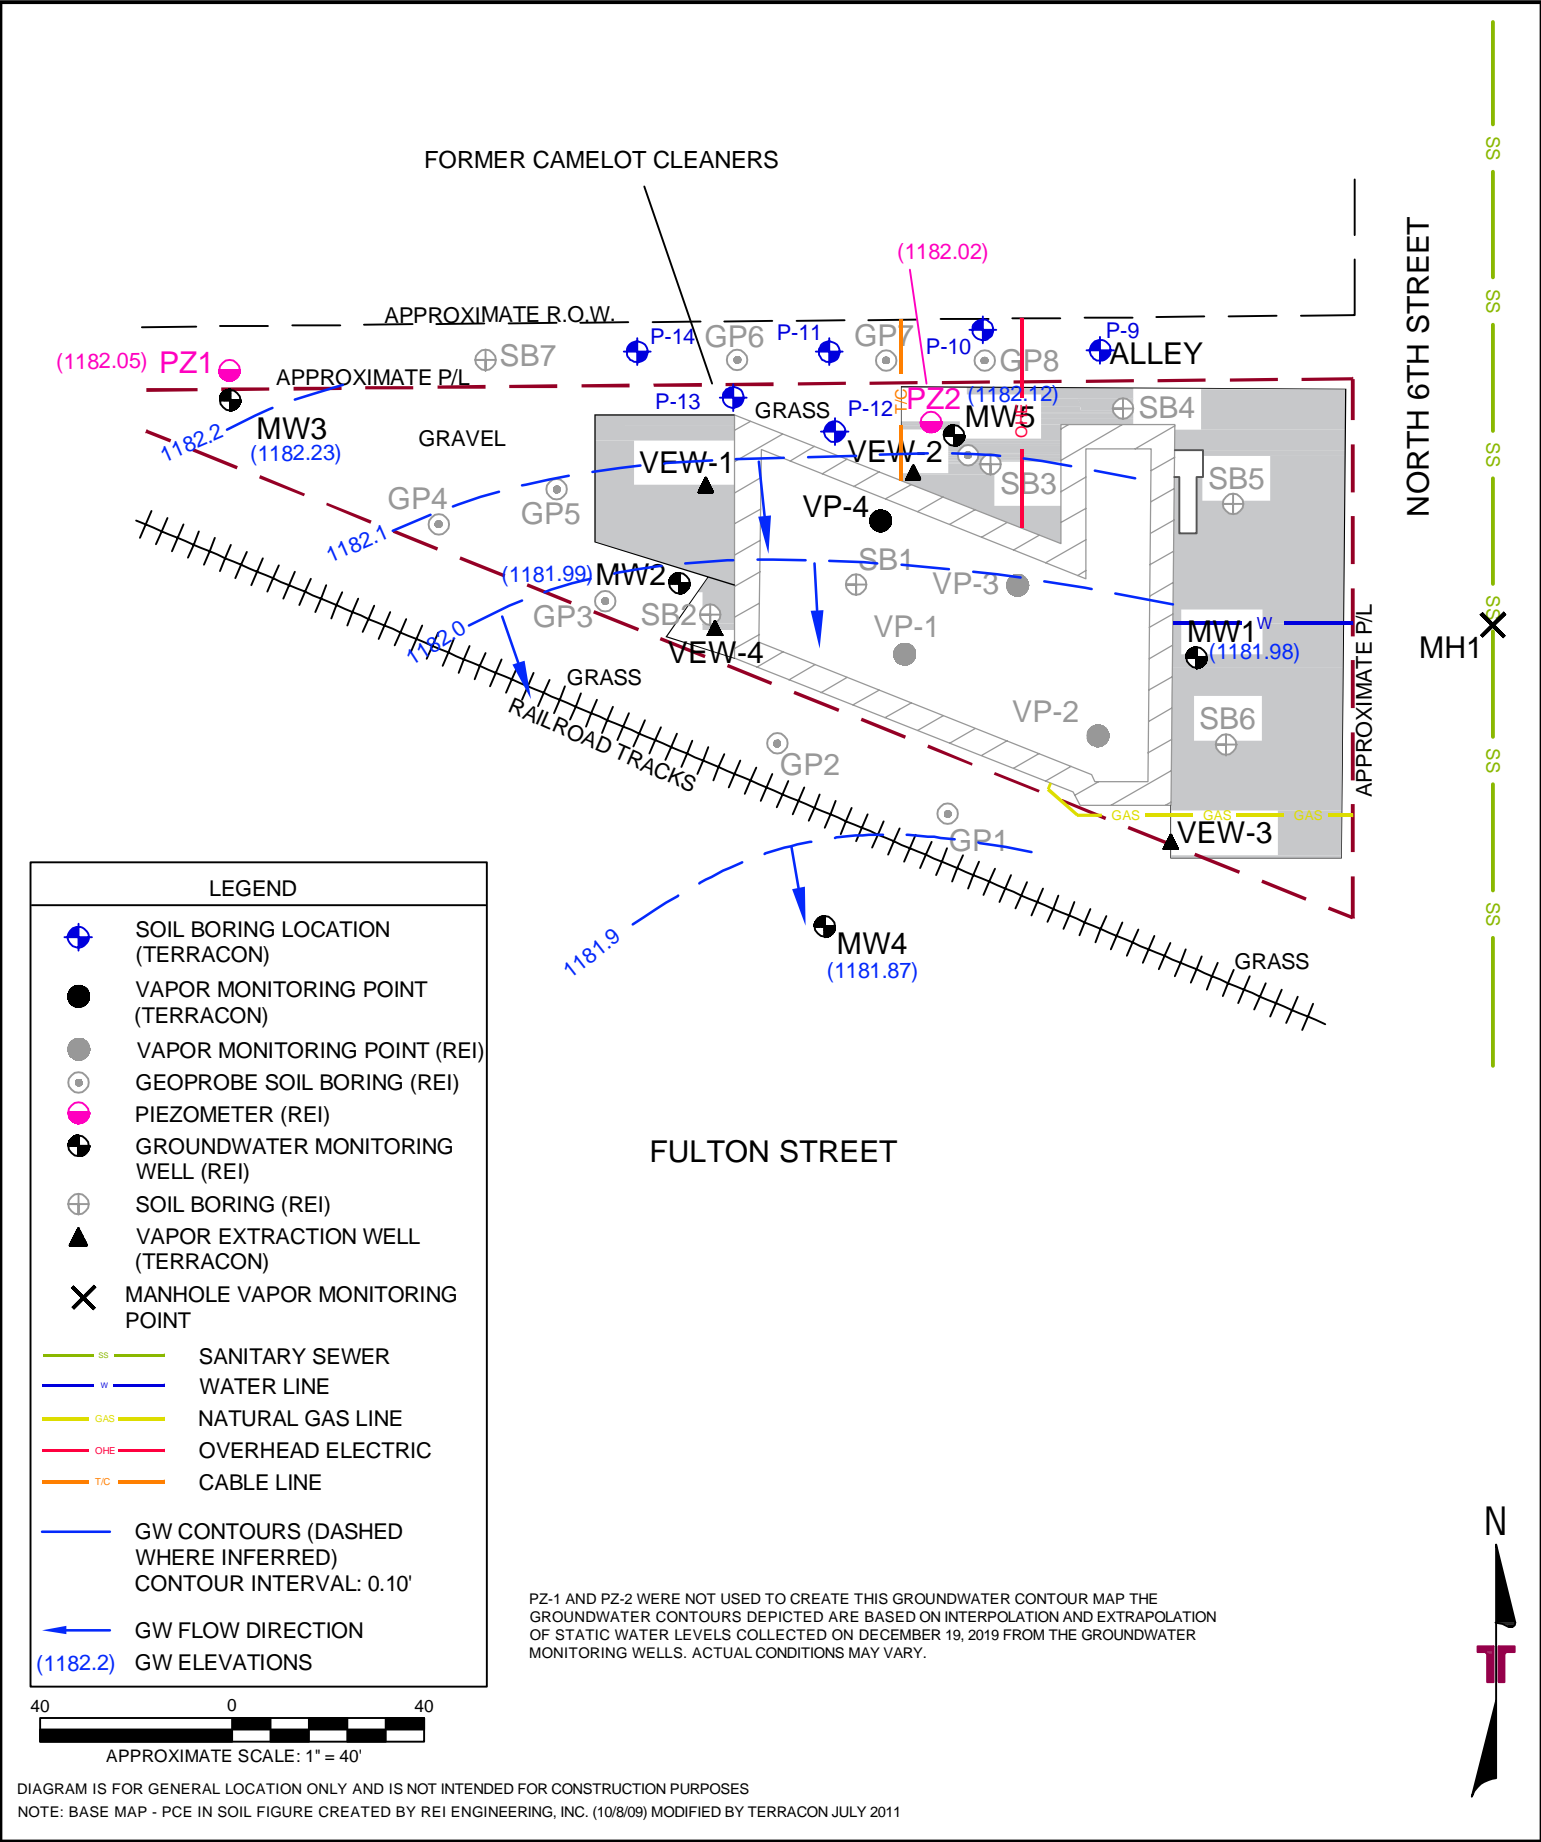 FORMER CAMELOT CLEANERS
(1182.02)
APPROXIMATE R.O.W.
NORTH 6TH STREET
SS
SS
SS
SS
SS
SS
P-14
GP6
P-11
GP7
P-10
GP8
P-9
ALLEY
(1182.05)
PZ1
SB7
APPROXIMATE P/L
P-13
GRASS
P-12
T/C
PZ2
(1182.12)
MW5
OHE
SB4
1182.2
MW3
(1182.23)
GRAVEL
VEW-1
VEW-2
SB3
SB5
GP4
GP5
VP-4
1182.1
(1181.99)
MW2
SB1
VP-3
GP3
SB2
VP-1
W
MW1
(1181.98)
MH1
1182.0
VEW-4
GRASS
RAILROAD TRACKS
VP-2
SB6
APPROXIMATE P/L
GP2
GP1
GAS
GAS
GAS
VEW-3
1181.9
MW4
(1181.87)
GRASS
FULTON STREET
LEGEND
SOIL BORING LOCATION
(TERRACON)
VAPOR MONITORING POINT
(TERRACON)
VAPOR MONITORING POINT (REI)
GEOPROBE SOIL BORING (REI)
PIEZOMETER (REI)
GROUNDWATER MONITORING
WELL (REI)
SOIL BORING (REI)
VAPOR EXTRACTION WELL
(TERRACON)
MANHOLE VAPOR MONITORING
POINT
SS SANITARY SEWER
W WATER LINE
GAS NATURAL GAS LINE
OHE OVERHEAD ELECTRIC
T/C CABLE LINE
GW CONTOURS (DASHED
WHERE INFERRED)
CONTOUR INTERVAL: 0.10'
GW FLOW DIRECTION
(1182.2) GW ELEVATIONS
40 0 40
APPROXIMATE SCALE: 1" = 40'
PZ-1 AND PZ-2 WERE NOT USED TO CREATE THIS GROUNDWATER CONTOUR MAP THE
GROUNDWATER CONTOURS DEPICTED ARE BASED ON INTERPOLATION AND EXTRAPOLATION
OF STATIC WATER LEVELS COLLECTED ON DECEMBER 19, 2019 FROM THE GROUNDWATER
MONITORING WELLS. ACTUAL CONDITIONS MAY VARY.
N
DIAGRAM IS FOR GENERAL LOCATION ONLY AND IS NOT INTENDED FOR CONSTRUCTION PURPOSES
NOTE: BASE MAP - PCE IN SOIL FIGURE CREATED BY REI ENGINEERING, INC. (10/8/09) MODIFIED BY TERRACON JULY 2011